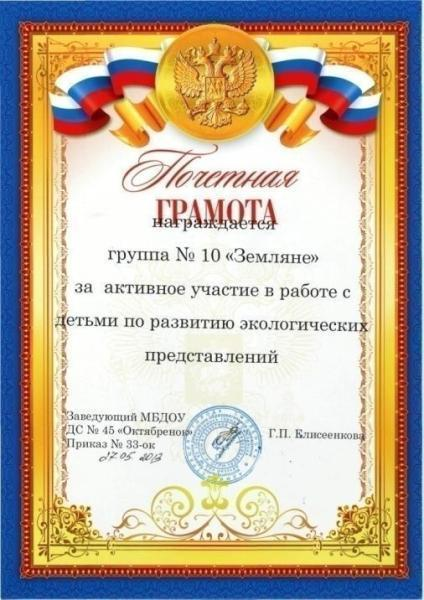 Почетная
ГРАМОТА
награждается
группа № 10 «Земляне»
за активное участие в работе с
детьми по развитию экологических
представлений
Заведующий МБДОУ
ДС № 45 «Октябренок»
Г.П. Елисеенкова
Приказ № 33-ок
27 05 2013